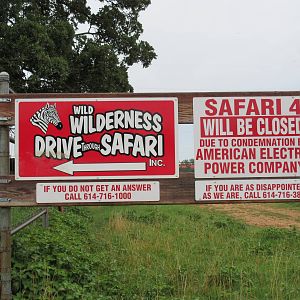 WILD
WILDERNESS
DRIVE THROUGH SAFARI
INC.
IF YOU DO NOT GET AN ANSWER
CALL 614-716-1000
SAFARI 4
WILL BE CLOSE
DUE TO CONDEMNATION
AMERICAN ELECTR
POWER COMPANY
IF YOU ARE AS DISAPPOINTE
AS WE ARE, CALL 614-716-38